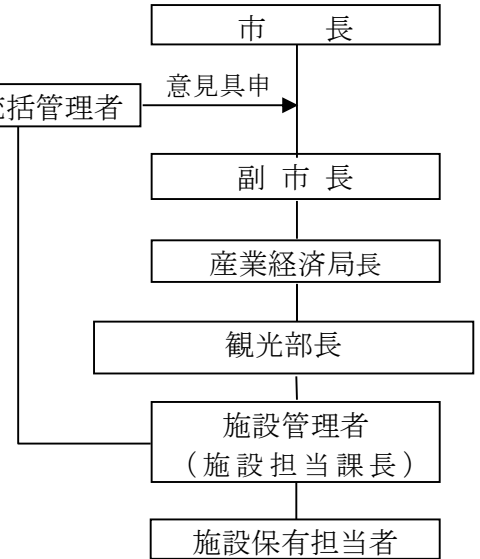 市 長
意見具申
括管理者
副 市 長
産業経済局長
観光部長
施設管理者
（施設担当課長）
施設保有担当者